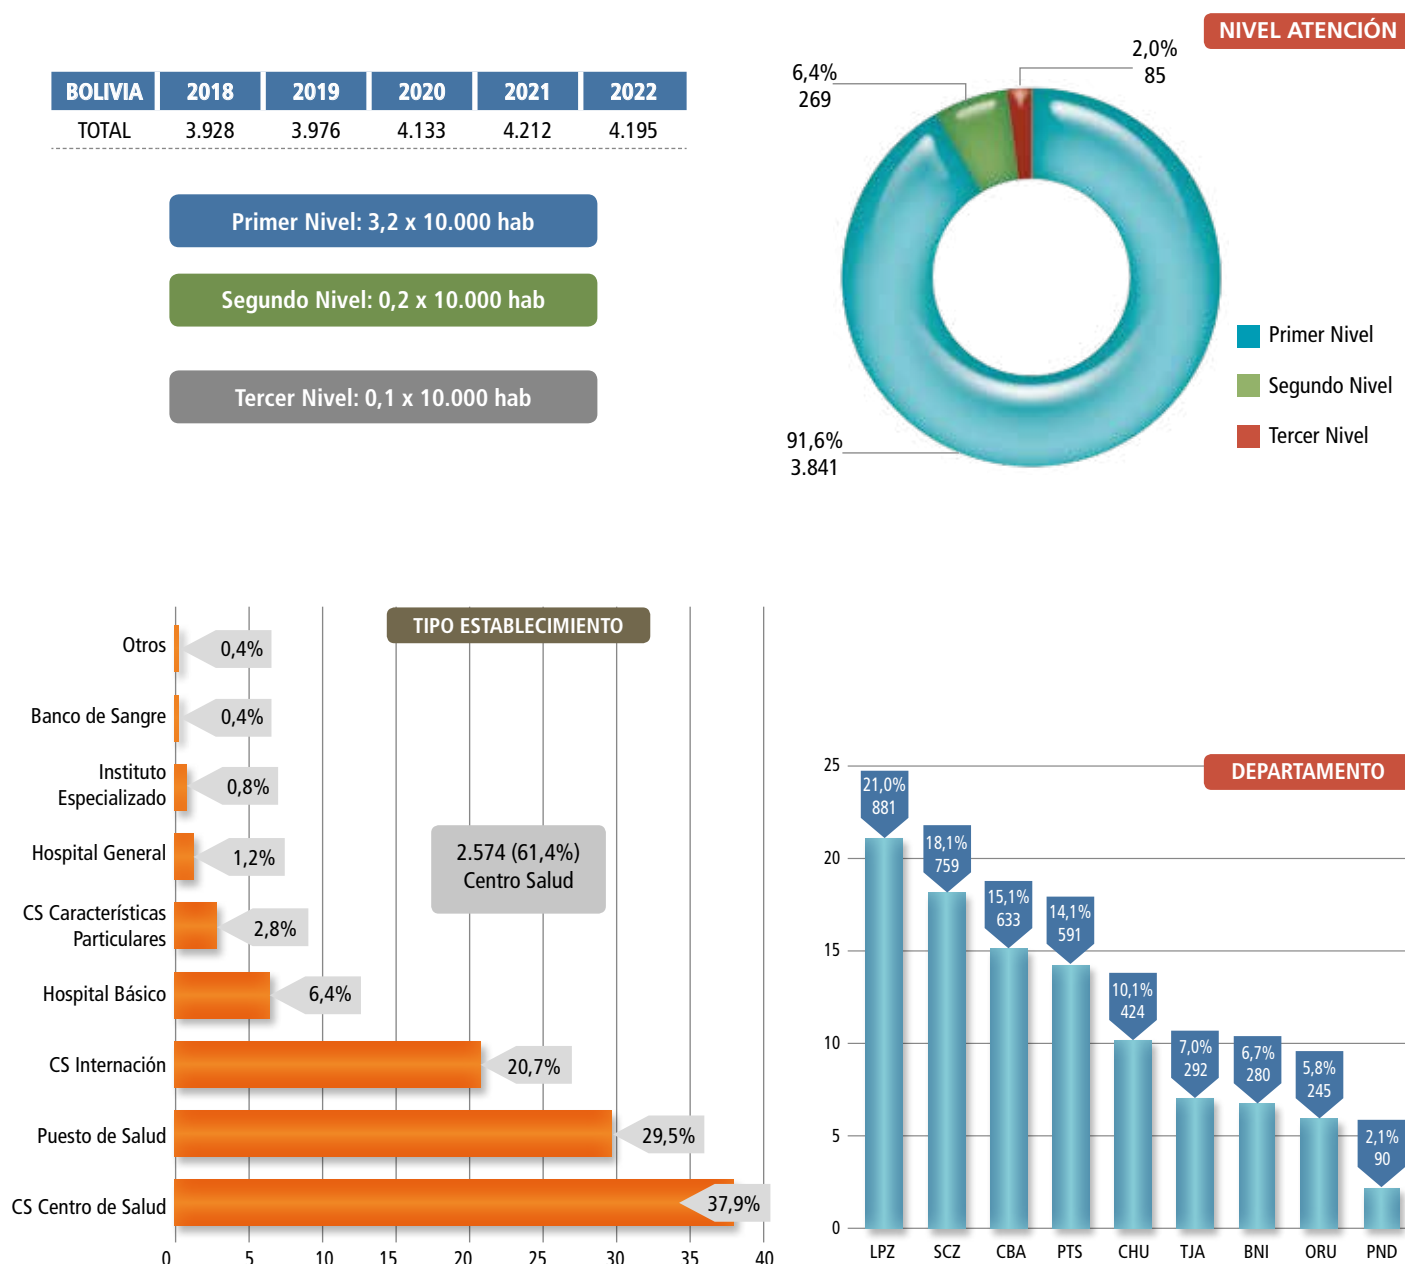 BOLIVIA 2018 2019 2020 2021 2022
TOTAL 3.928 3.976 4.133 4.212 4.195
Primer Nivel: 3,2 x 10.000 hab
Segundo Nivel: 0,2 x 10.000 hab
Tercer Nivel: 0,1 x 10.000 hab
NIVEL ATENCIÓN
2,0%
85
6,4%
269
91,6%
3.841
Primer Nivel
Segundo Nivel
Tercer Nivel
TIPO ESTABLECIMIENTO
Otros 0,4%
Banco de Sangre 0,4%
Instituto
Especializado 0,8%
Hospital General 1,2%
CS Características
Particulares 2,8%
Hospital Básico 6,4%
CS Internación 20,7%
Puesto de Salud 29,5%
CS Centro de Salud 37,9%
2.574 (61,4%)
Centro Salud
0 5 10 15 20 25 30 35 40
DEPARTAMENTO
25
20
15
10
5
0
21,0%
881
18,1%
759
15,1%
633
14,1%
591
10,1%
424
7,0%
292
6,7%
280
5,8%
245
2,1%
90
LPZ SCZ CBA PTS CHU TJA BNI ORU PND